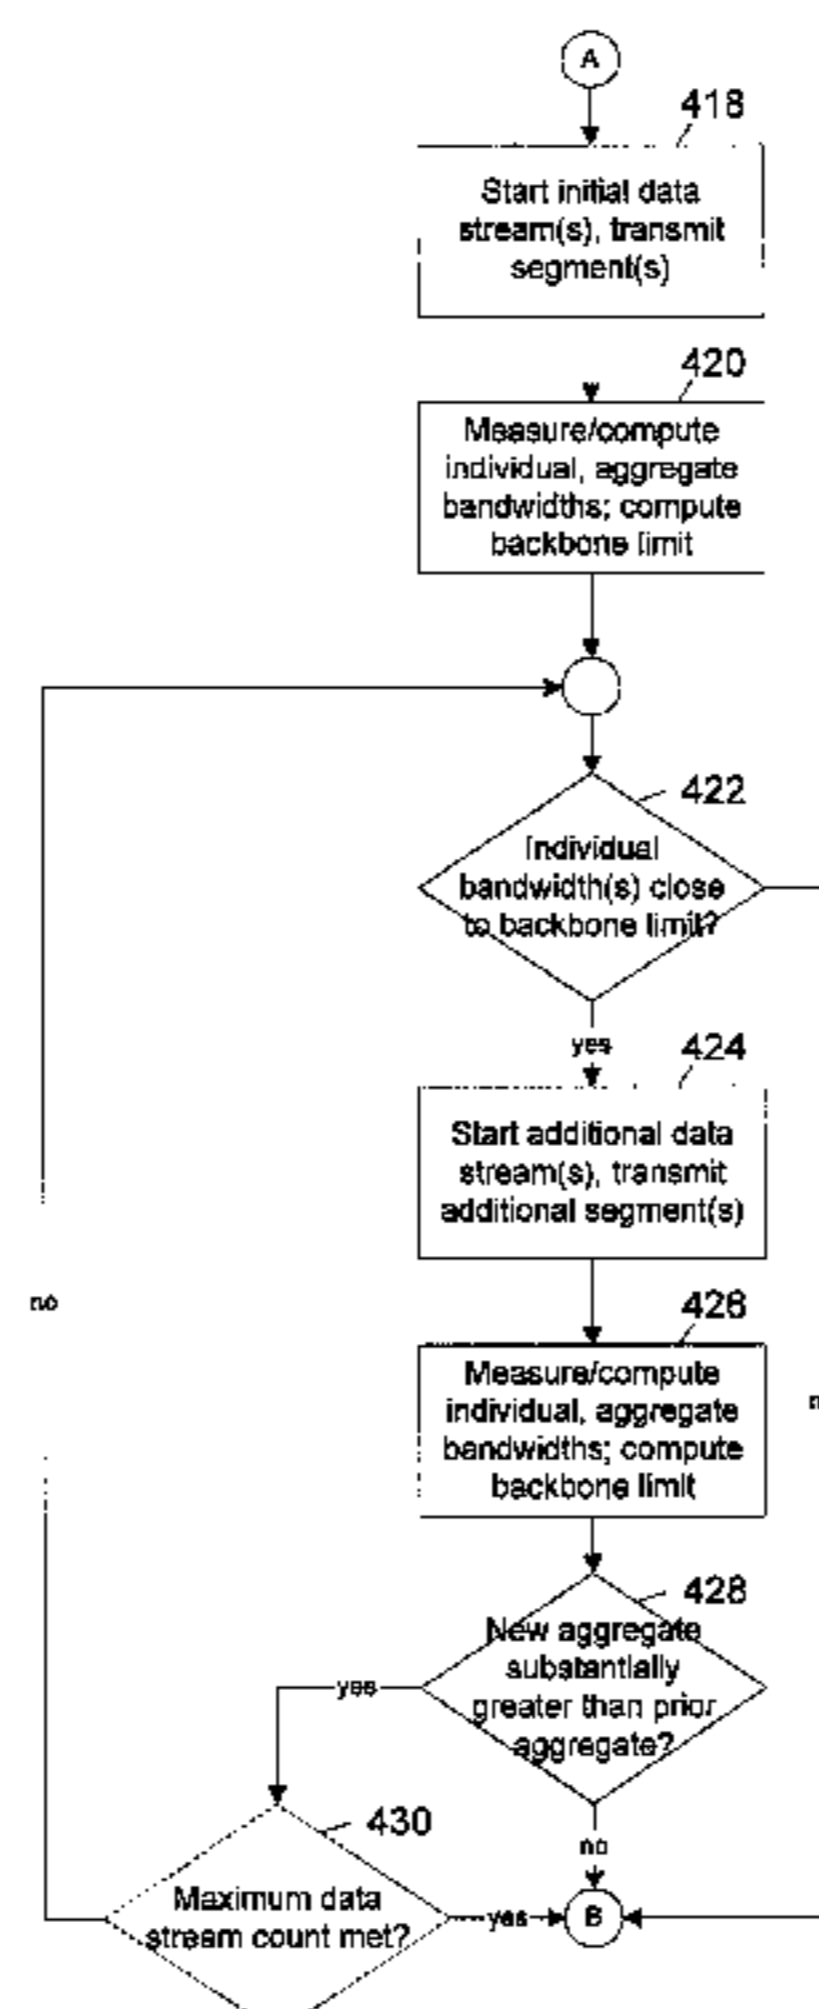 A
418
Start initial data
stream(s), transmit
segment(s)
420
Measure/compute
individual, aggregate
bandwidths; compute
backbone limit
422
Individual
bandwidth(s) close
to backbone limit?
yes
424
Start additional data
stream(s), transmit
additional segment(s)
no
426
Measure/compute
individual, aggregate
bandwidths; compute
backbone limit
428
New aggregate
substantially
greater than prior
aggregate?
yes
430
no
Maximum data
stream count met?
yes
B